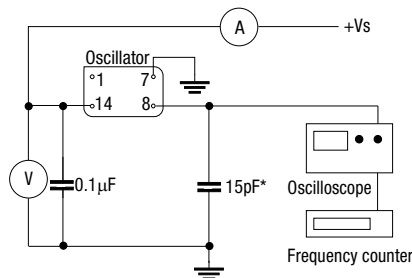 A
+Vs
Oscillator
1 7
14 8
V
0.1µF
15pF*
Oscilloscope
Frequency counter